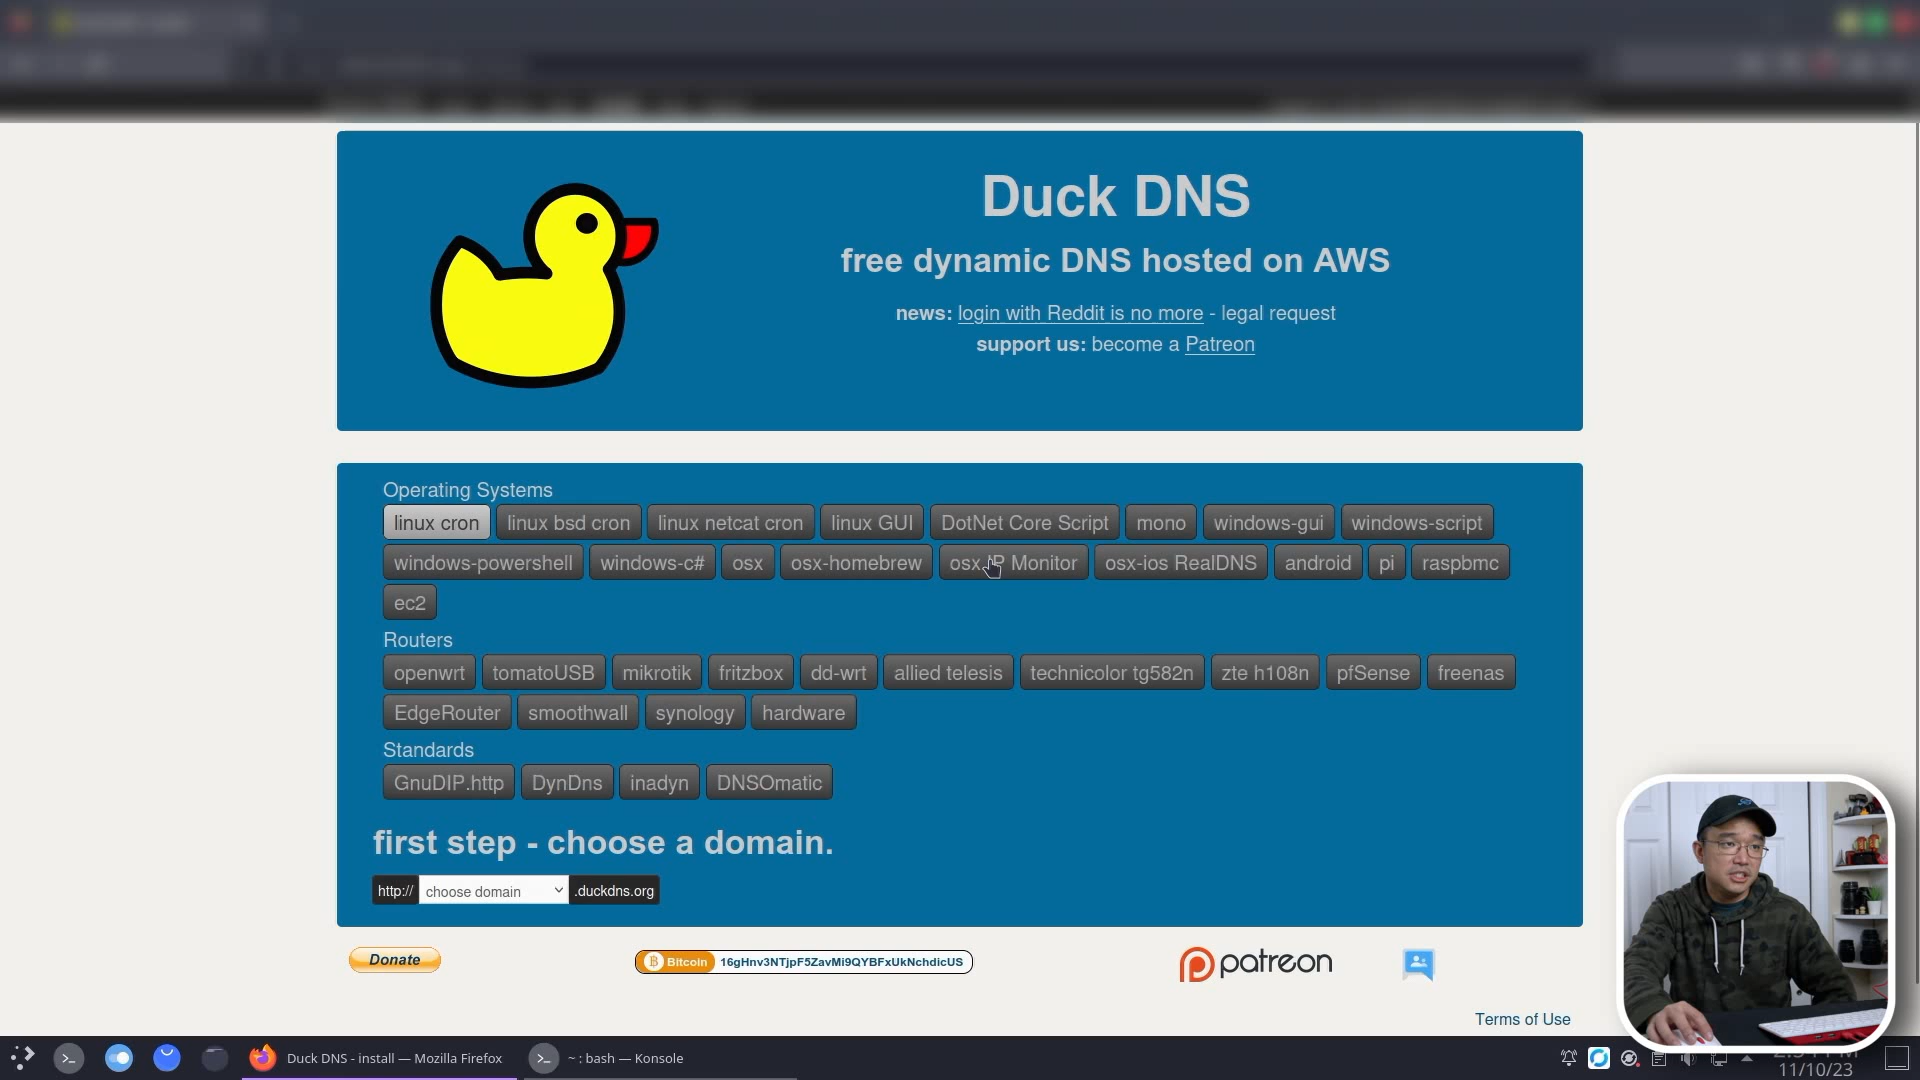 Duck DNS
free dynamic DNS hosted on AWS
news: login with Reddit is no more - legal request
support us: become a Patreon
Operating Systems
linux cron linux bsd cron linux netcat cron linux GUI DotNet Core Script mono windows-gui windows-script
windows-powershell windows-c# osx osx-homebrew osx IP Monitor osx-ios RealDNS android pi raspbmc
ec2
Routers
openwrt tomatoUSB mikrotik fritzbox dd-wrt allied telesis technicolor tg582n zte h108n pfSense freenas
EdgeRouter smoothwall synology hardware
Standards
GnuDIP.http DynDns inadyn DNSOmatic
first step - choose a domain.
http:// choose domain .duckdns.org
Donate Bitcoin 16gHnv3NTjpF5ZavMi9QYBFxUkNchdicUS patreon
Terms of Use
Duck DNS - install — Mozilla Firefox ~ : bash — Konsole
11/10/23